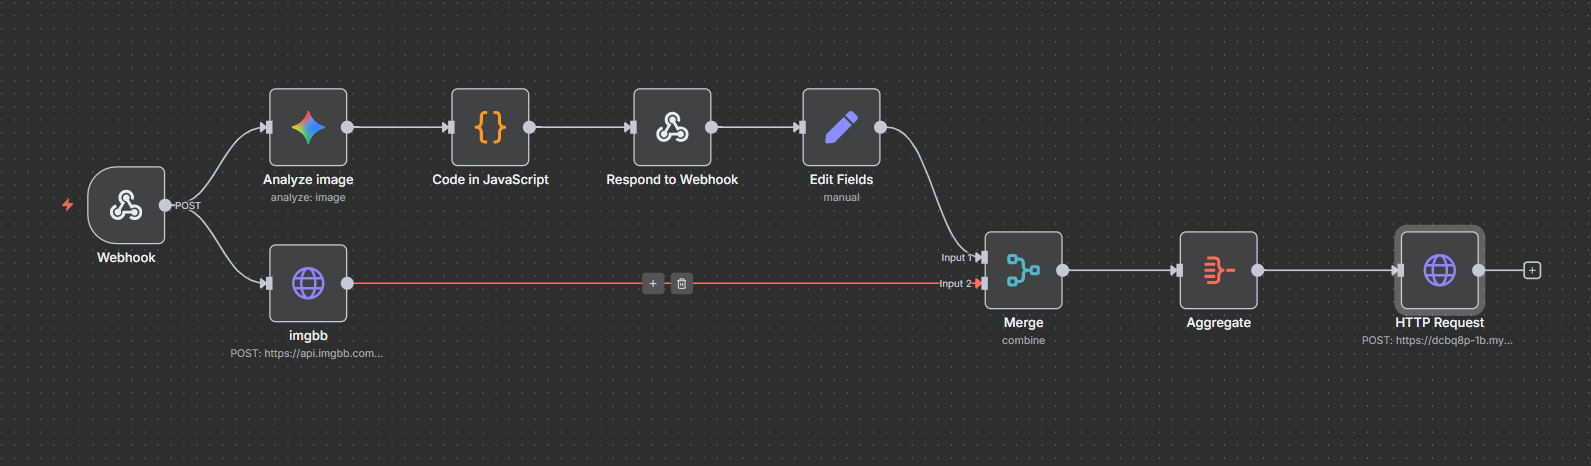 Analyze image
analyze: image
Code in JavaScript
Respond to Webhook
Edit Fields
manual
POST
Webhook
imgbb
POST: https://api.imgbb.com...
Input 1
Input 2
Merge
combine
Aggregate
HTTP Request
POST: https://dcbq8p-1b.my...